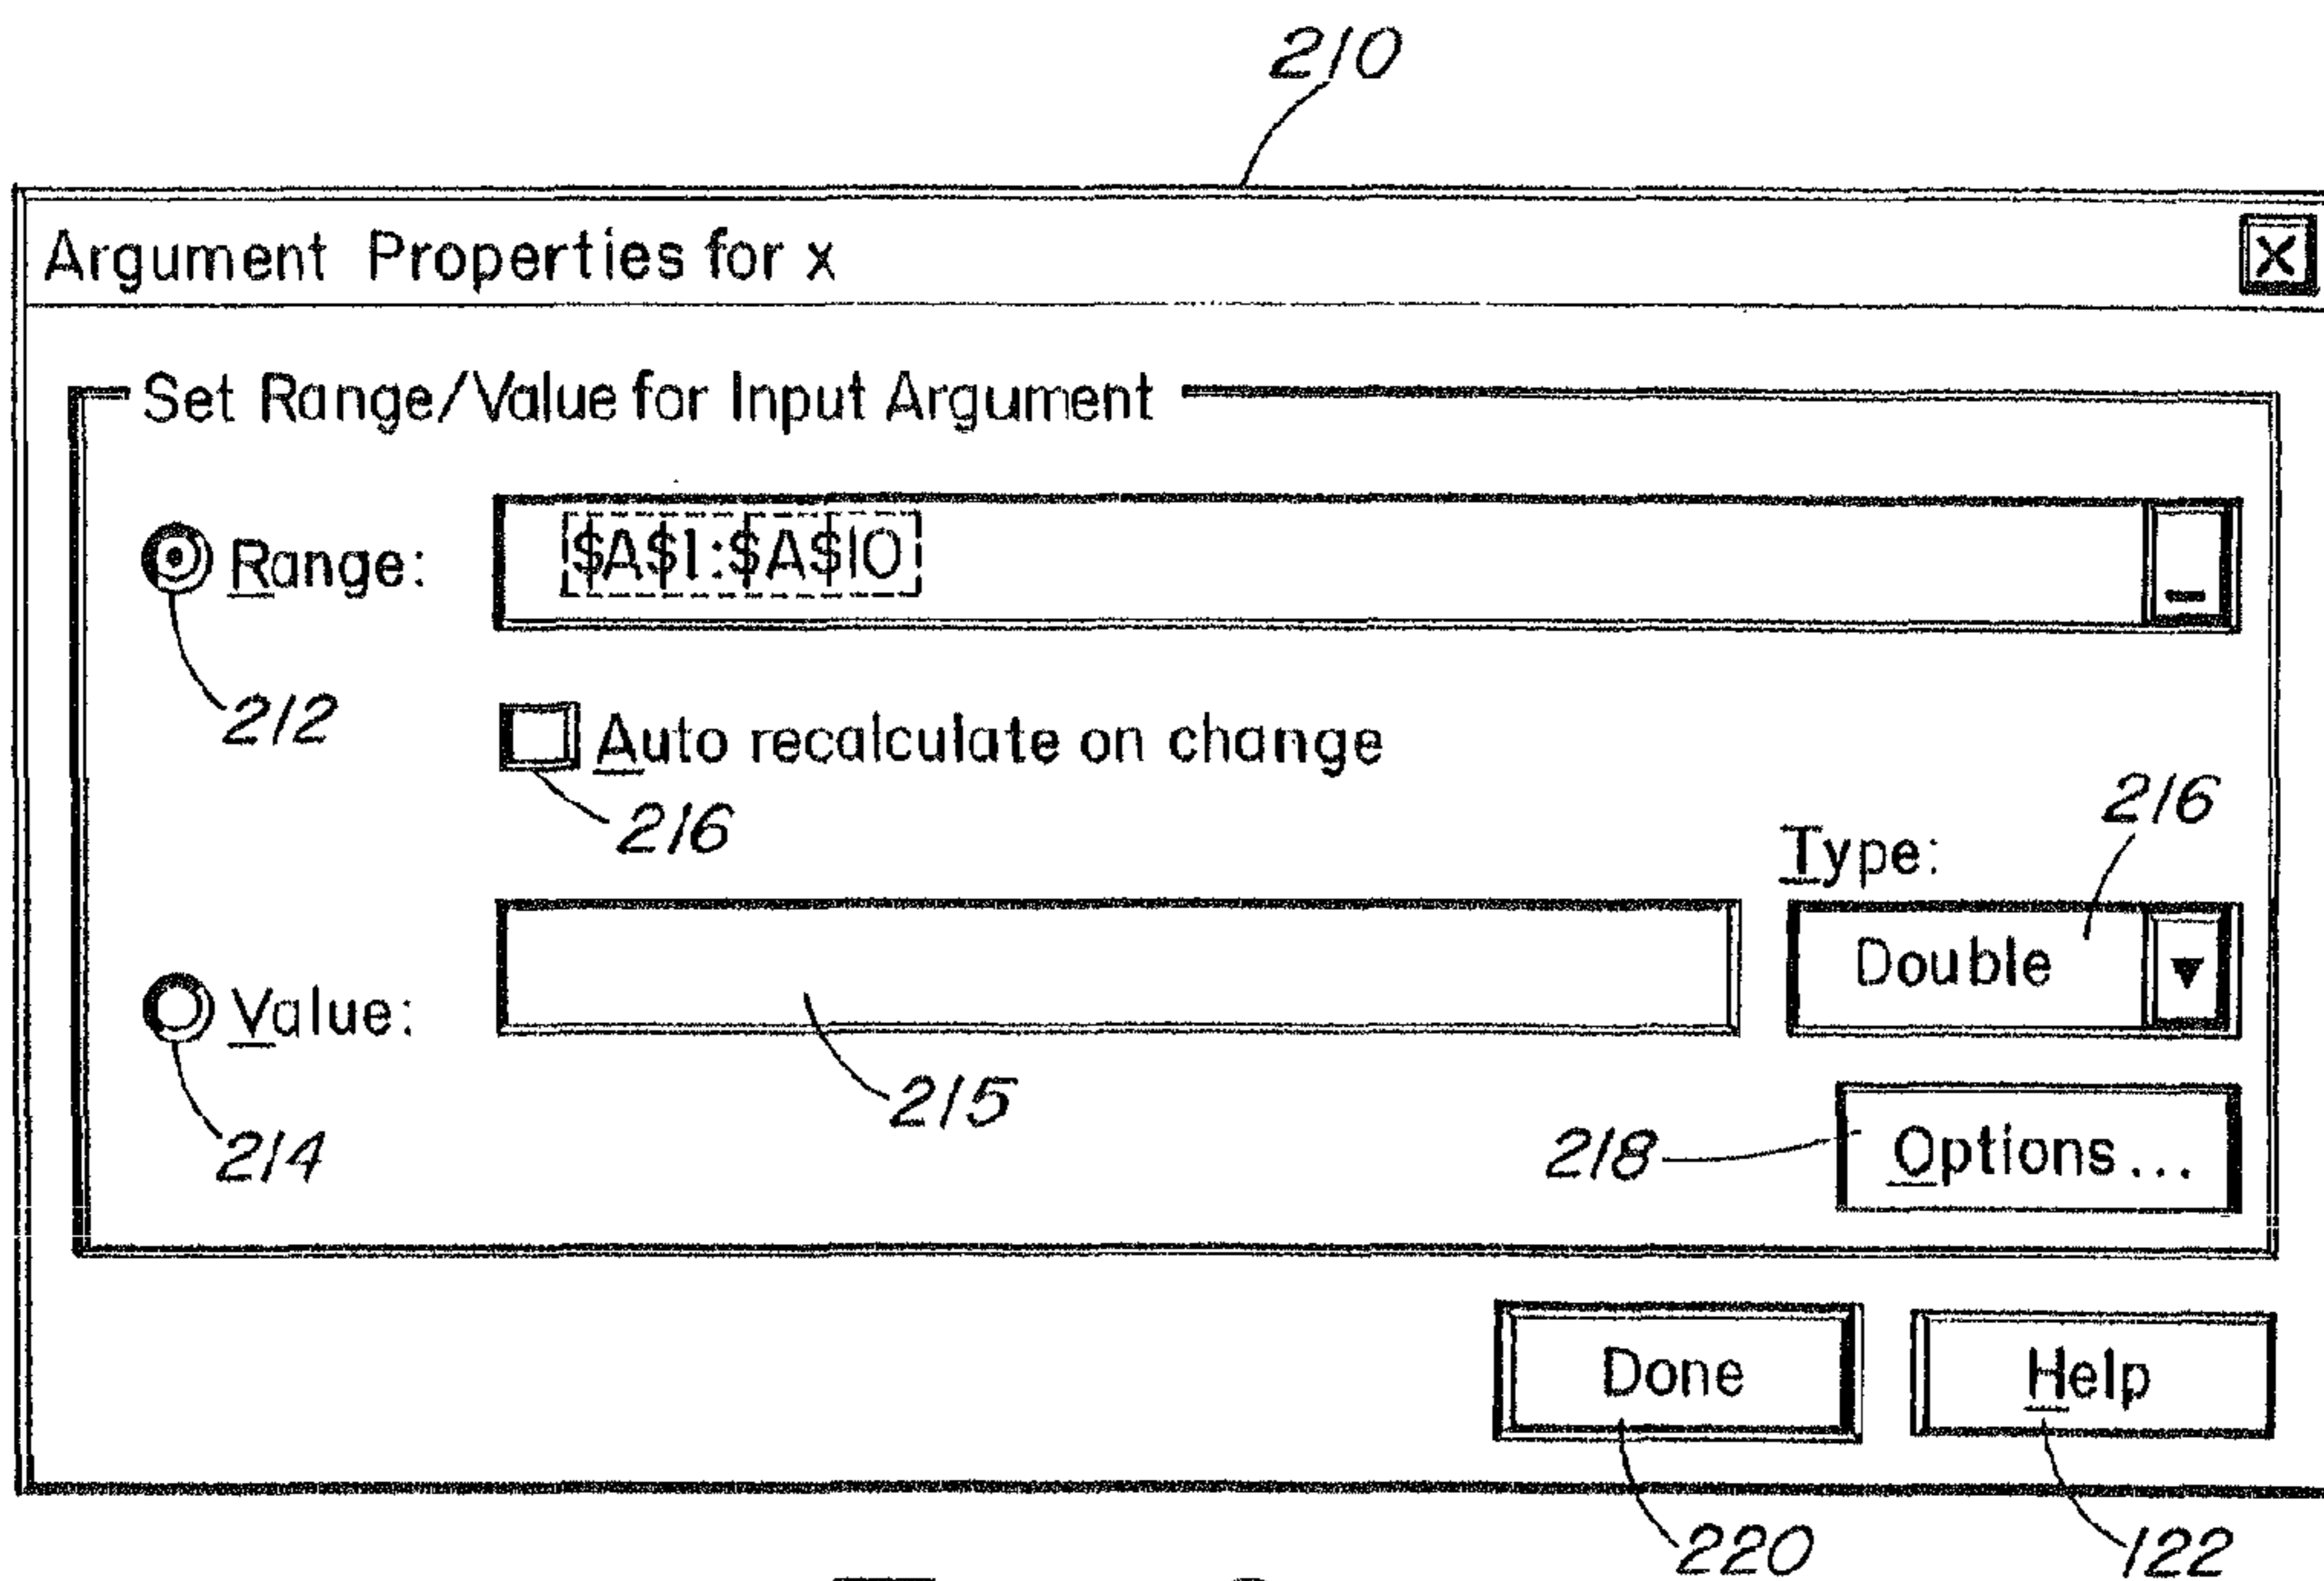 210
Argument Properties for x
Set Range/Value for Input Argument
Range: $A$1:$A$10
212
Auto recalculate on change
216
Type:
216
Value:
Double
215
214
218
Options...
Done
Help
220
122